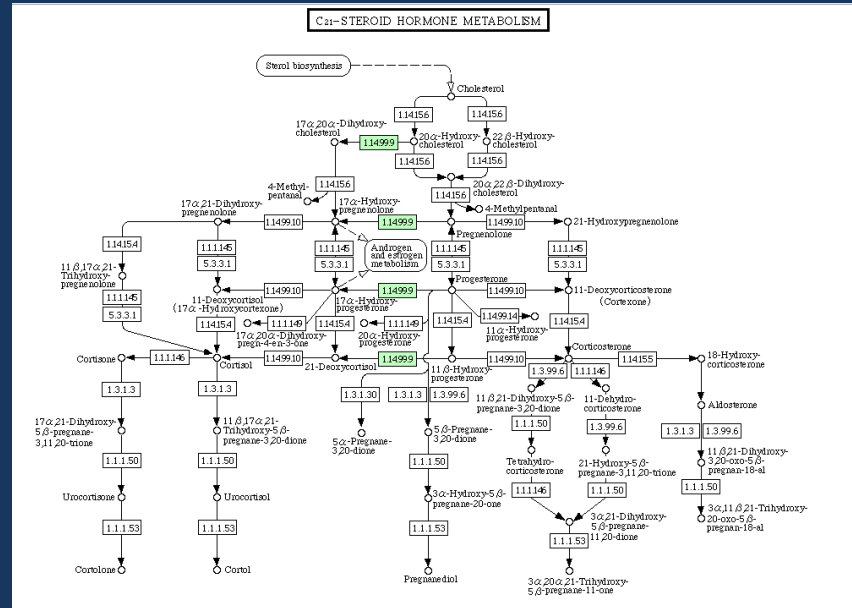 C21-STEROID HORMONE METABOLISM
Sterol biosynthesis
Cholesterol
1.14.15.6
1.14.15.6
17α,20α-Dihydroxy-
cholesterol
1.14.99.9
20α-Hydroxy-
cholesterol
22β-Hydroxy-
cholesterol
1.14.15.6
1.14.15.6
1.14.15.6
20α,22β-Dihydroxy-
cholesterol
1.14.15.6
4-Methyl-
pentanal
4-Methylpentanal
17α,21-Dihydroxy-
pregnenolone
17α-Hydroxy-
pregnenolone
1.14.99.10
1.14.99.9
Pregnenolone
1.14.99.10
21-Hydroxypregnenolone
1.14.15.4
1.1.1.145
5.3.3.1
1.1.1.145
5.3.3.1
Androgen
and estrogen
metabolism
1.1.1.145
5.3.3.1
1.1.1.145
5.3.3.1
11β,17α,21-
Trihydroxy-
pregnenolone
1.1.1.145
5.3.3.1
Progesterone
1.14.99.10
1.14.99.9
1.14.99.10
11-Deoxycortisol
(17α-Hydroxycortexone)
17α-Hydroxy-
progesterone
11-Deoxycorticosterone
(Cortexone)
1.14.15.4
1.1.1.149
1.14.15.4
1.1.1.149
1.14.15.4
1.14.99.14
1.14.15.4
17α,20α-Dihydroxy-
pregn-4-en-3-one
20α-Hydroxy-
progesterone
11α-Hydroxy-
progesterone
Cortisone
1.1.1.146
Cortisol
1.14.99.10
21-Deoxycortisol
1.14.99.9
11β-Hydroxy-
progesterone
1.14.99.10
Corticosterone
1.14.15.5
18-Hydroxy-
corticosterone
1.3.1.3
1.3.1.3
1.3.1.30
1.3.1.3
1.3.99.6
1.3.99.6
1.1.1.146
Aldosterone
17α,21-Dihydroxy-
5β-pregnane-
3,11,20-trione
11β,17α,21-
Trihydroxy-5β-
pregnane-3,20-dione
5α-Pregnane-
3,20-dione
5β-Pregnane-
3,20-dione
11β,21-Dihydroxy-5β-
pregnane-3,20-dione
11-Dehydro-
corticosterone
1.1.1.50
1.3.99.6
1.3.1.3
1.3.99.6
1.1.1.50
1.1.1.50
1.1.1.50
Tetrahydro-
corticosterone
21-Hydroxy-5β-
pregnane-3,11,20-trione
11β,21-Dihydroxy-
3,20-oxo-5β-
pregnan-18-al
1.1.1.146
1.1.1.50
1.1.1.50
Urocortisone
Urocortisol
3α-Hydroxy-5β-
pregnane-20-one
3α,21-Dihydroxy-
5β-pregnane-
11,20-dione
3α,11β,21-Trihydroxy-
20-oxo-5β-
pregnan-18-al
1.1.1.53
1.1.1.53
1.1.1.53
1.1.1.53
Cortolone
Cortol
Pregnanediol
3α,20α,21-Trihydroxy-
5β-pregnane-11-one